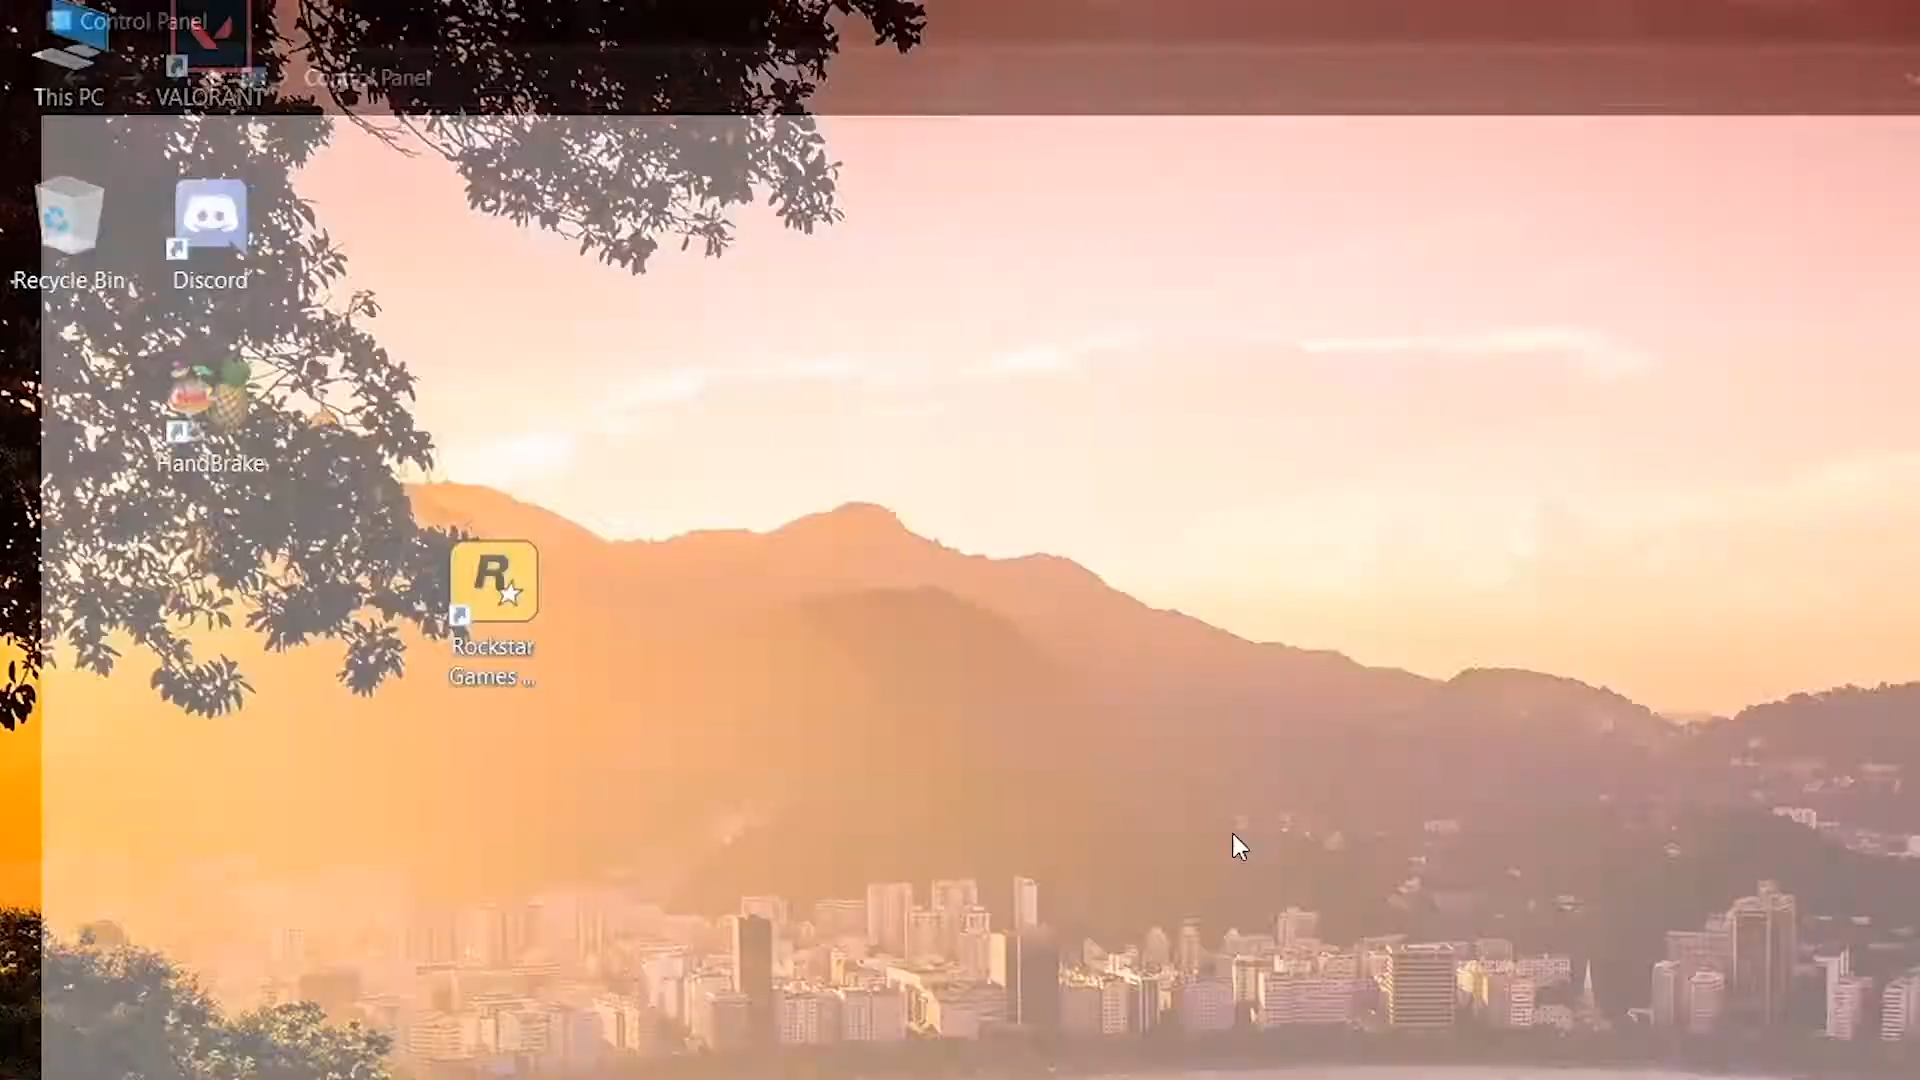 Control Panel
Control Panel
This PC
VALORANT
Recycle Bin
Discord
HandBrake
R
Rockstar
Games ...